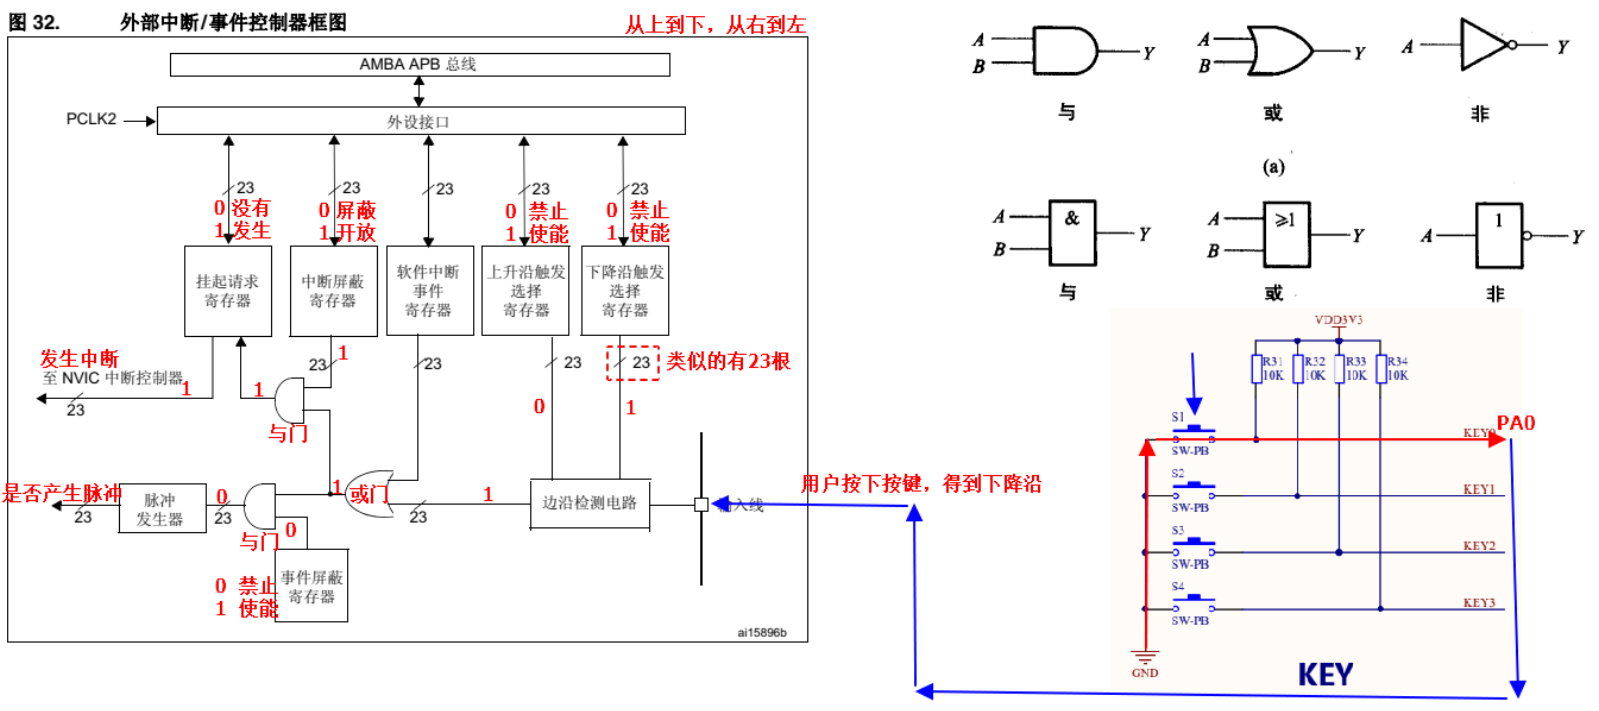 图 32. 外部中断/事件控制器框图
从上到下，从右到左
AMBA APB 总线
PCLK2
外设接口
23
23
23
23
23
0 没有
1 发生
0 屏蔽
1 开放
0 禁止
1 使能
0 禁止
1 使能
挂起请求
寄存器
中断屏蔽
寄存器
软件中断
事件
寄存器
上升沿触发
选择
寄存器
下降沿触发
选择
寄存器
发生中断
至 NVIC 中断控制器
1
23
1
23
1
与门
23
23
0
23
类似的有23根
1
是否产生脉冲
23
脉冲
发生器
0
23
与门
0
1
或门
23
1
边沿检测电路
输入线
0 禁止
1 使能
事件屏蔽
寄存器
ai15896b
用户按下按键，得到下降沿
A
B
Y
与
A
B
Y
或
A
Y
非
(a)
A
B
&
Y
与
A
B
≥1
Y
或
A
1
Y
非
VDD3V3
R31
10K
R32
10K
R33
10K
R34
10K
S1
SW-PB
KEY0
PA0
S2
SW-PB
KEY1
S3
SW-PB
KEY2
S4
SW-PB
KEY3
GND
KEY